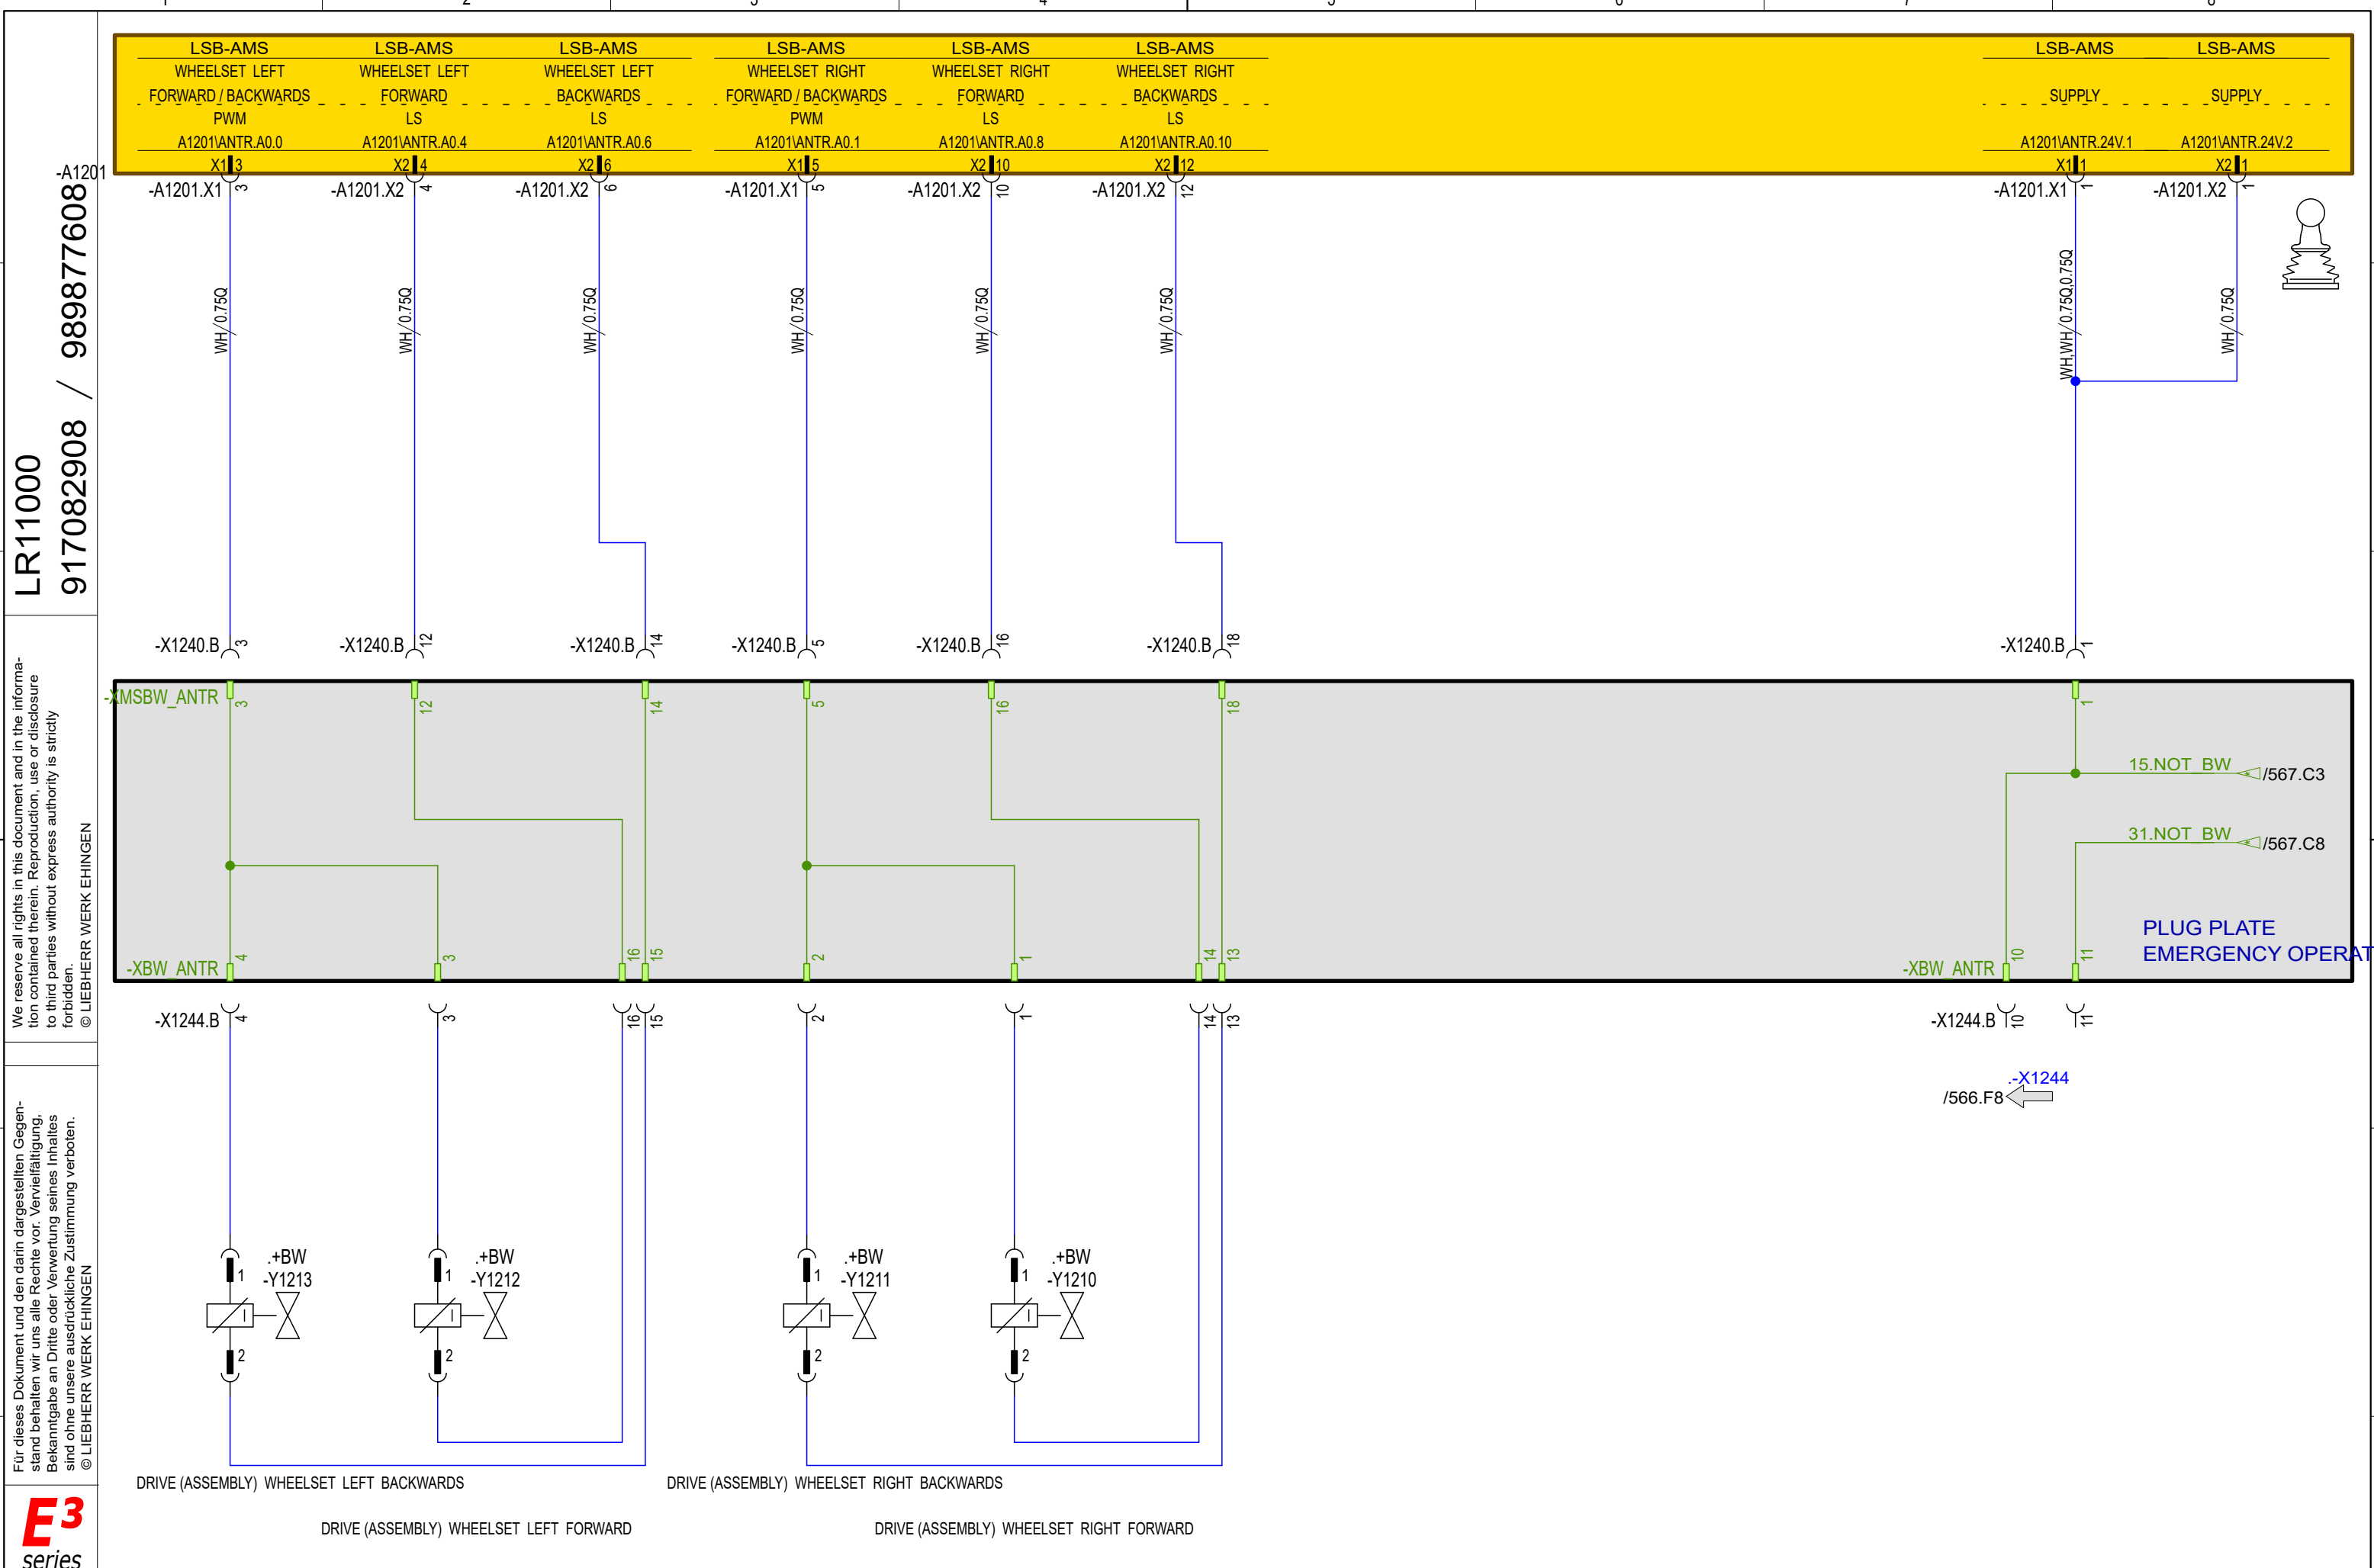 LSB-AMS LSB-AMS LSB-AMS LSB-AMS LSB-AMS LSB-AMS LSB-AMS LSB-AMS
WHEELSET LEFT WHEELSET LEFT WHEELSET LEFT WHEELSET RIGHT WHEELSET RIGHT WHEELSET RIGHT
FORWARD / BACKWARDS FORWARD BACKWARDS FORWARD / BACKWARDS FORWARD BACKWARDS SUPPLY SUPPLY
PWM LS LS PWM LS LS
A1201\ANTR.A0.0 A1201\ANTR.A0.4 A1201\ANTR.A0.6 A1201\ANTR.A0.1 A1201\ANTR.A0.8 A1201\ANTR.A0.10 A1201\ANTR.24V.1 A1201\ANTR.24V.2
X1 3 X2 4 X2 6 X1 5 X2 10 X2 12 X1 1 X2 1
-A1201
-A1201.X1 3 -A1201.X2 4 -A1201.X2 6 -A1201.X1 5 -A1201.X2 10 -A1201.X2 12 -A1201.X1 1 -A1201.X2 1
WH/0.75Q WH/0.75Q WH/0.75Q WH/0.75Q WH/0.75Q WH/0.75Q WH,WH/0.75Q,0.75Q WH/0.75Q
-X1240.B 3 -X1240.B 12 -X1240.B 14 -X1240.B 5 -X1240.B 16 -X1240.B 18 -X1240.B 1
-XMSBW_ANTR 3 12 14 5 16 18 1
15.NOT_BW /567.C3
31.NOT_BW /567.C8
PLUG PLATE
EMERGENCY OPERAT
-XBW_ANTR 4 3 16 15 2 1 14 13 -XBW_ANTR 10 11
-X1244.B 4 3 16 15 2 1 14 13 -X1244.B 10 11
.-X1244
/566.F8
.+BW .+BW .+BW .+BW
1 -Y1213 1 -Y1212 1 -Y1211 1 -Y1210
2 2 2 2
DRIVE (ASSEMBLY) WHEELSET LEFT BACKWARDS DRIVE (ASSEMBLY) WHEELSET RIGHT BACKWARDS
DRIVE (ASSEMBLY) WHEELSET LEFT FORWARD DRIVE (ASSEMBLY) WHEELSET RIGHT FORWARD
LR11000
917082908 / 989877608
We reserve all rights in this document and in the informa-
tion contained therein. Reproduction, use or disclosure
to third parties without express authority is strictly
forbidden.
© LIEBHERR WERK EHINGEN
Für dieses Dokument und den darin dargestellten Gegen-
stand behalten wir uns alle Rechte vor. Vervielfältigung,
Bekanntgabe an Dritte oder Verwertung seines Inhaltes
sind ohne unsere ausdrückliche Zustimmung verboten.
© LIEBHERR WERK EHINGEN
E3
series